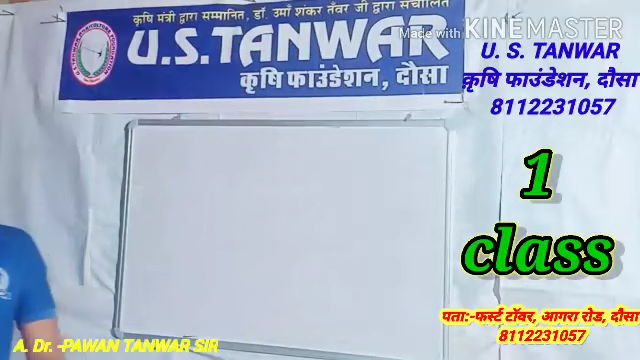 कृषि मंत्री द्वारा सम्मानित, डॉ. उमाँ शंकर तँवर जी द्वारा संचालित
U.S.TANWAR
कृषि फाउंडेशन, दौसा
Made with KINEMASTER
U. S. TANWAR
कृषि फाउंडेशन, दौसा
8112231057
1
class
पता:-फर्स्ट टॉवर, आगरा रोड, दौसा
8112231057
A. Dr. -PAWAN TANWAR SIR